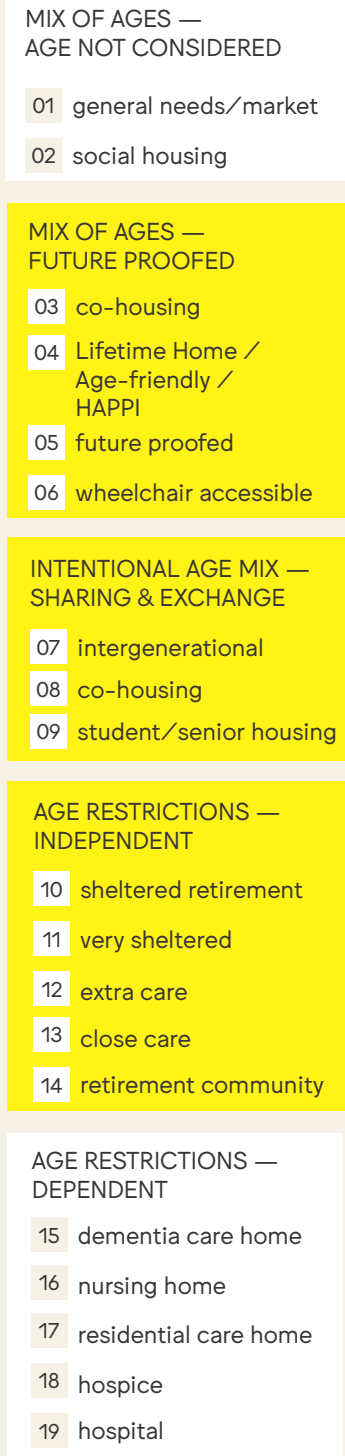 MIX OF AGES —
AGE NOT CONSIDERED
01 general needs/market
02 social housing
MIX OF AGES —
FUTURE PROOFED
03 co-housing
04 Lifetime Home /
Age-friendly /
HAPPI
05 future proofed
06 wheelchair accessible
INTENTIONAL AGE MIX —
SHARING & EXCHANGE
07 intergenerational
08 co-housing
09 student/senior housing
AGE RESTRICTIONS —
INDEPENDENT
10 sheltered retirement
11 very sheltered
12 extra care
13 close care
14 retirement community
AGE RESTRICTIONS —
DEPENDENT
15 dementia care home
16 nursing home
17 residential care home
18 hospice
19 hospital